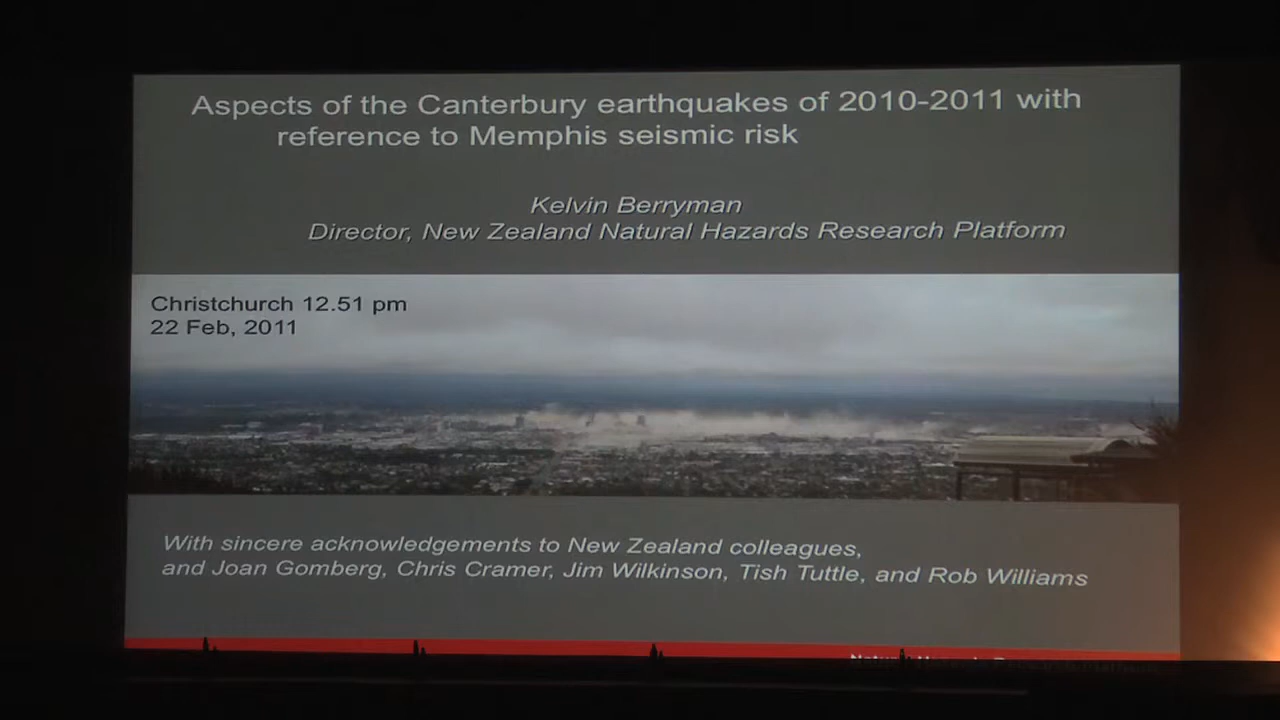 Aspects of the Canterbury earthquakes of 2010-2011 with
reference to Memphis seismic risk
Kelvin Berryman
Director, New Zealand Natural Hazards Research Platform
Christchurch 12.51 pm
22 Feb, 2011
With sincere acknowledgements to New Zealand colleagues,
and Joan Gomberg, Chris Cramer, Jim Wilkinson, Tish Tuttle, and Rob Williams